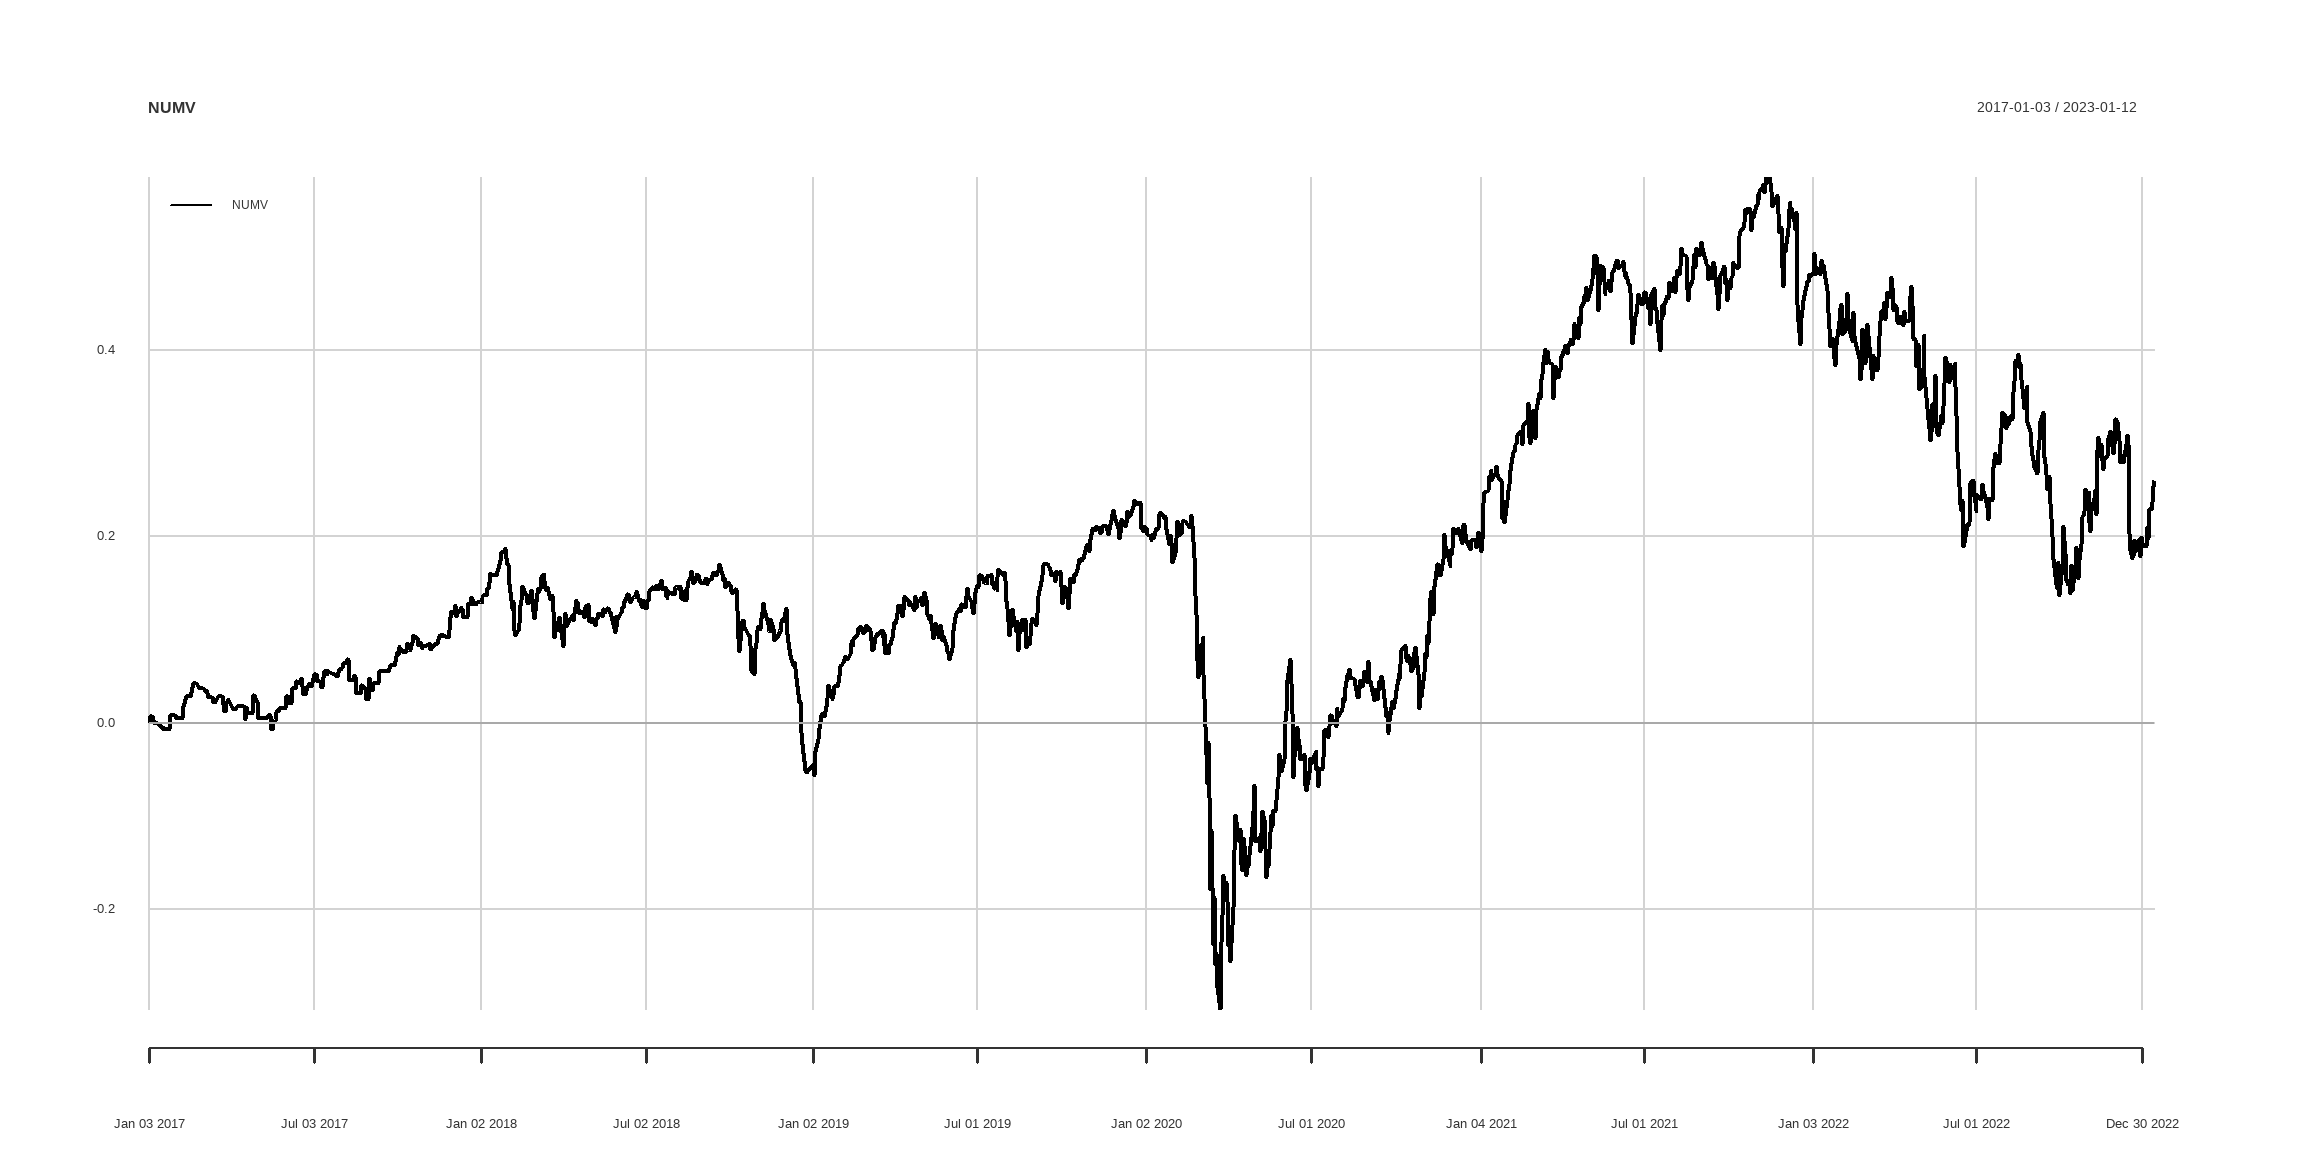 NUMV
2017-01-03 / 2023-01-12
NUMV
0.4
0.2
0.0
-0.2
Jan 03 2017
Jul 03 2017
Jan 02 2018
Jul 02 2018
Jan 02 2019
Jul 01 2019
Jan 02 2020
Jul 01 2020
Jan 04 2021
Jul 01 2021
Jan 03 2022
Jul 01 2022
Dec 30 2022